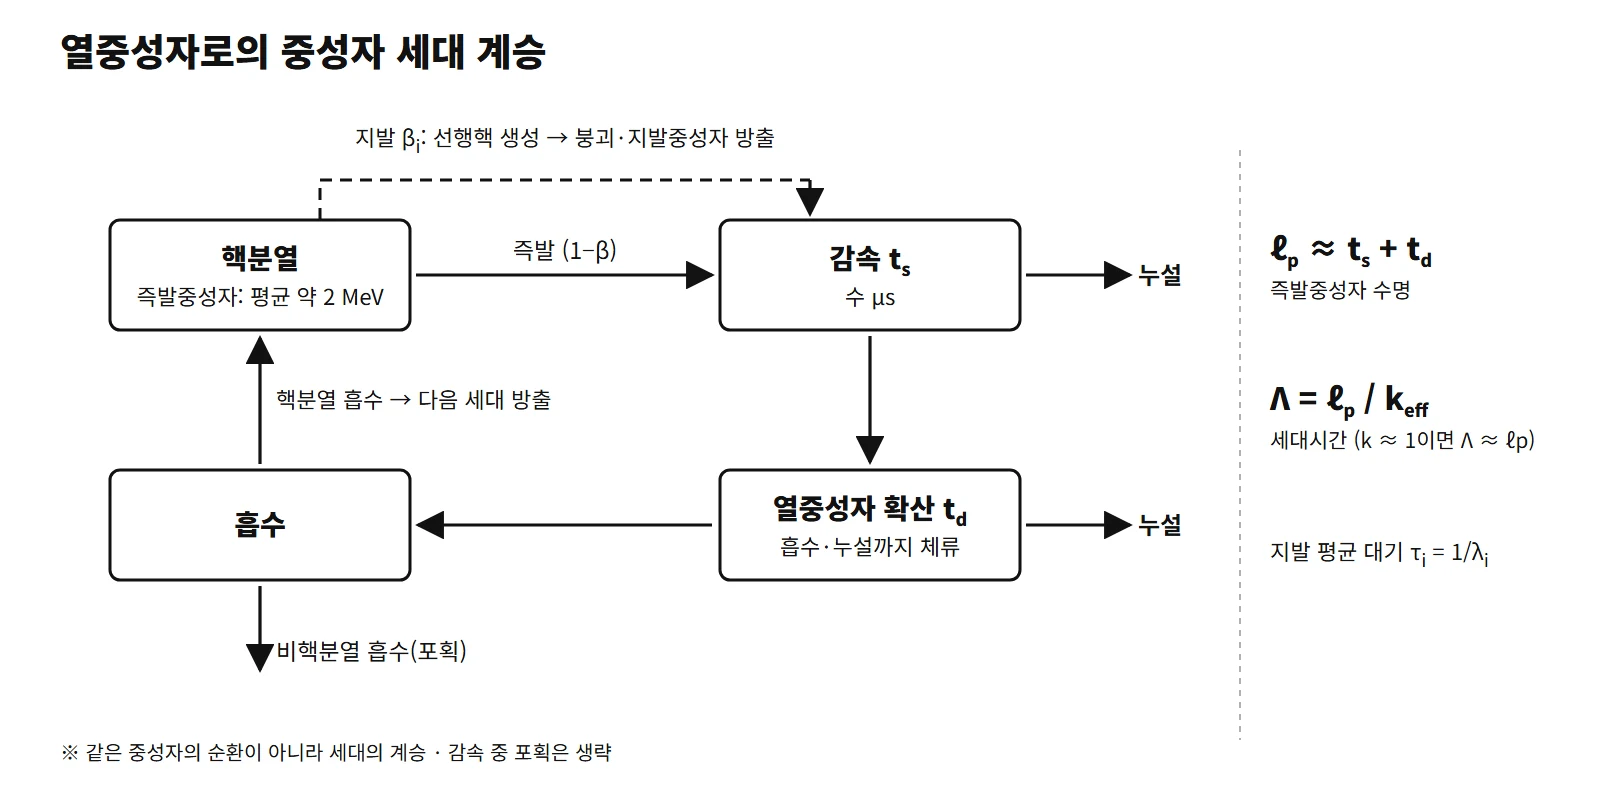 열중성자로의 중성자 세대 계승
지발 βi: 선행핵 생성 → 붕괴·지발중성자 방출
핵분열
즉발중성자: 평균 약 2 MeV
즉발 (1−β)
감속 ts
수 μs
누설
핵분열 흡수 → 다음 세대 방출
흡수
열중성자 확산 td
흡수·누설까지 체류
누설
비핵분열 흡수(포획)
ℓp ≈ ts + td
즉발중성자 수명
Λ = ℓp / keff
세대시간 (k ≈ 1이면 Λ ≈ ℓp)
지발 평균 대기 τi = 1/λi
※ 같은 중성자의 순환이 아니라 세대의 계승 · 감속 중 포획은 생략